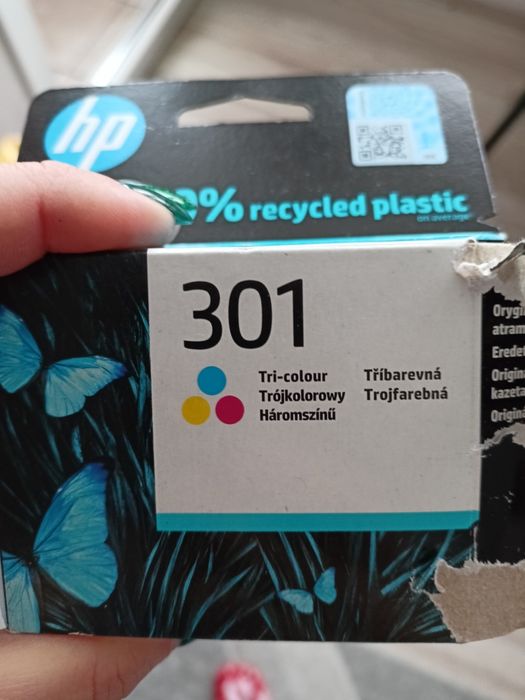 hp
% recycled plastic
on average
301
Tri-colour
Trójkolorowy
Háromszínű
Tříbarevná
Trojfarebná